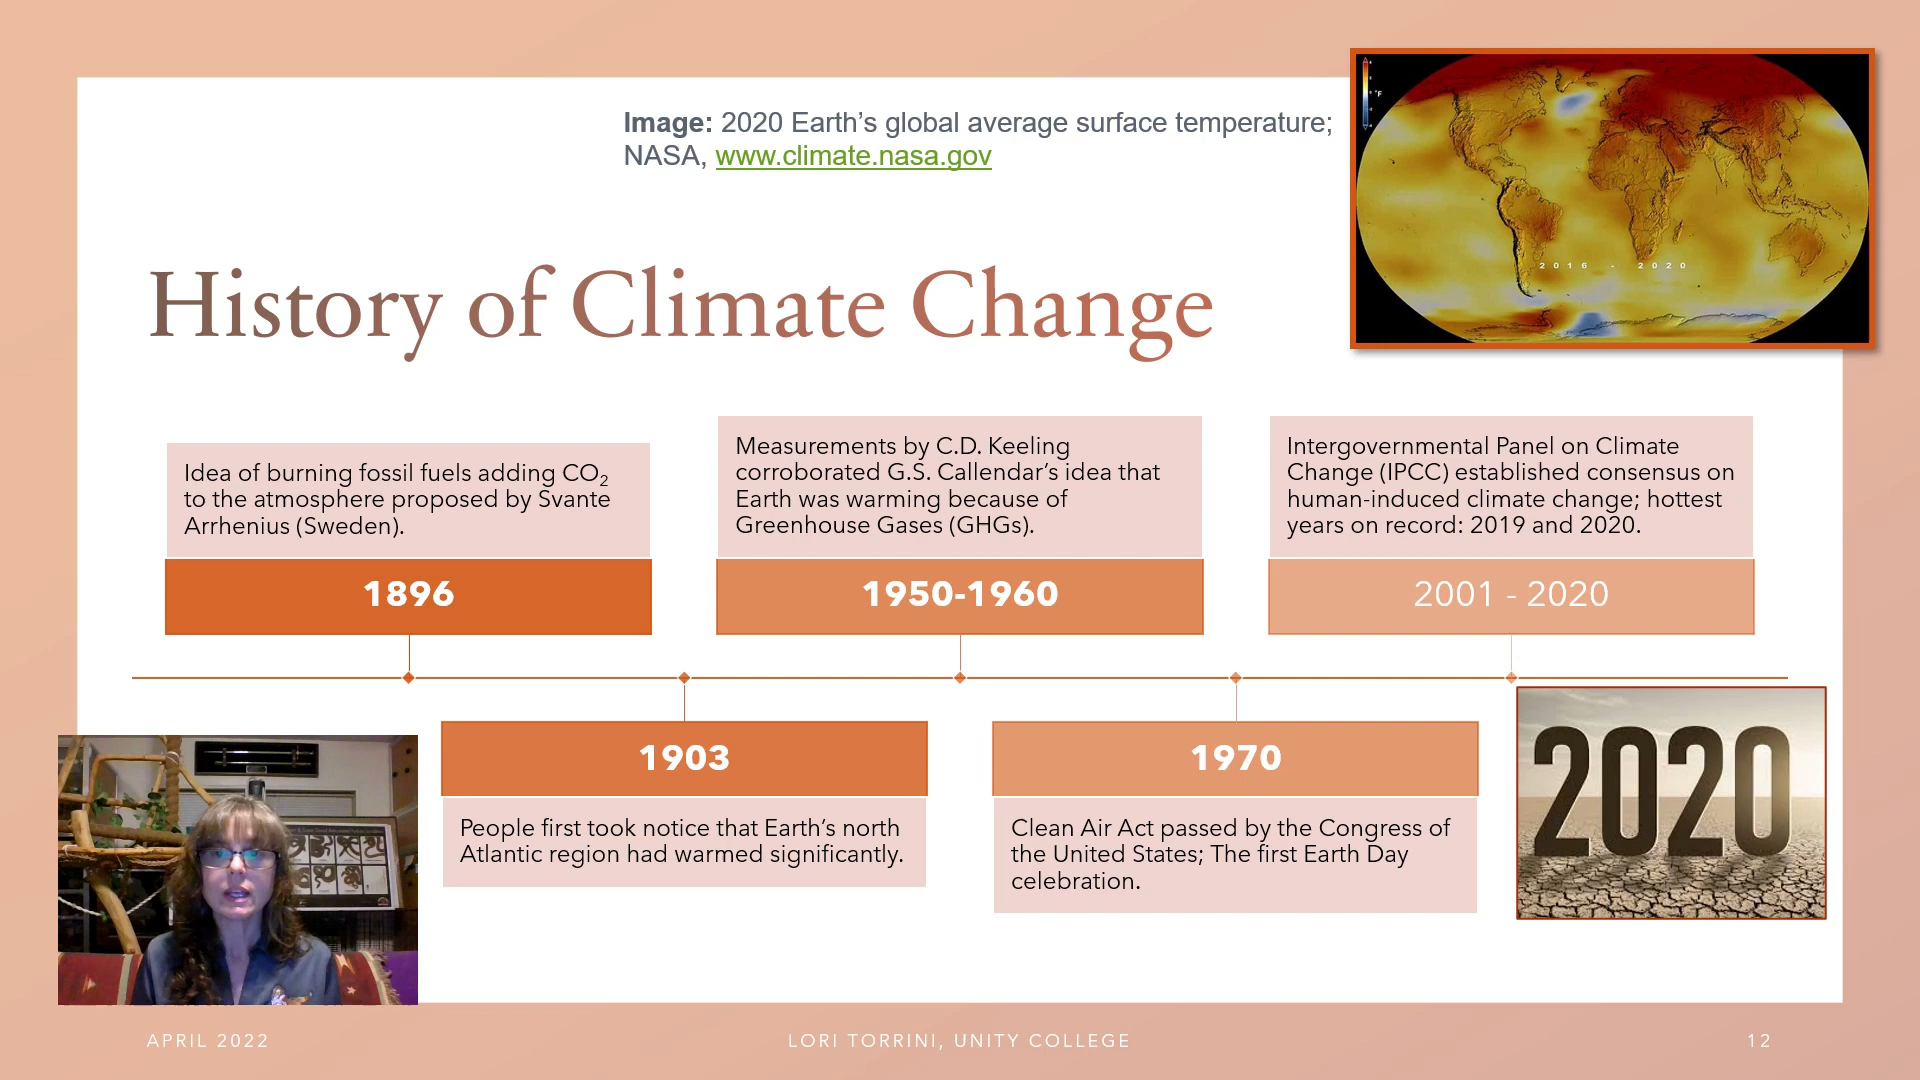 Image: 2020 Earth’s global average surface temperature;
NASA, www.climate.nasa.gov
°F
2016 - 2020
History of Climate Change
Idea of burning fossil fuels adding CO₂
to the atmosphere proposed by Svante
Arrhenius (Sweden).
1896
Measurements by C.D. Keeling
corroborated G.S. Callendar’s idea that
Earth was warming because of
Greenhouse Gases (GHGs).
1950-1960
Intergovernmental Panel on Climate
Change (IPCC) established consensus on
human-induced climate change; hottest
years on record: 2019 and 2020.
2001 - 2020
1903
People first took notice that Earth’s north
Atlantic region had warmed significantly.
1970
Clean Air Act passed by the Congress of
the United States; The first Earth Day
celebration.
2020
APRIL 2022
LORI TORRINI, UNITY COLLEGE
12